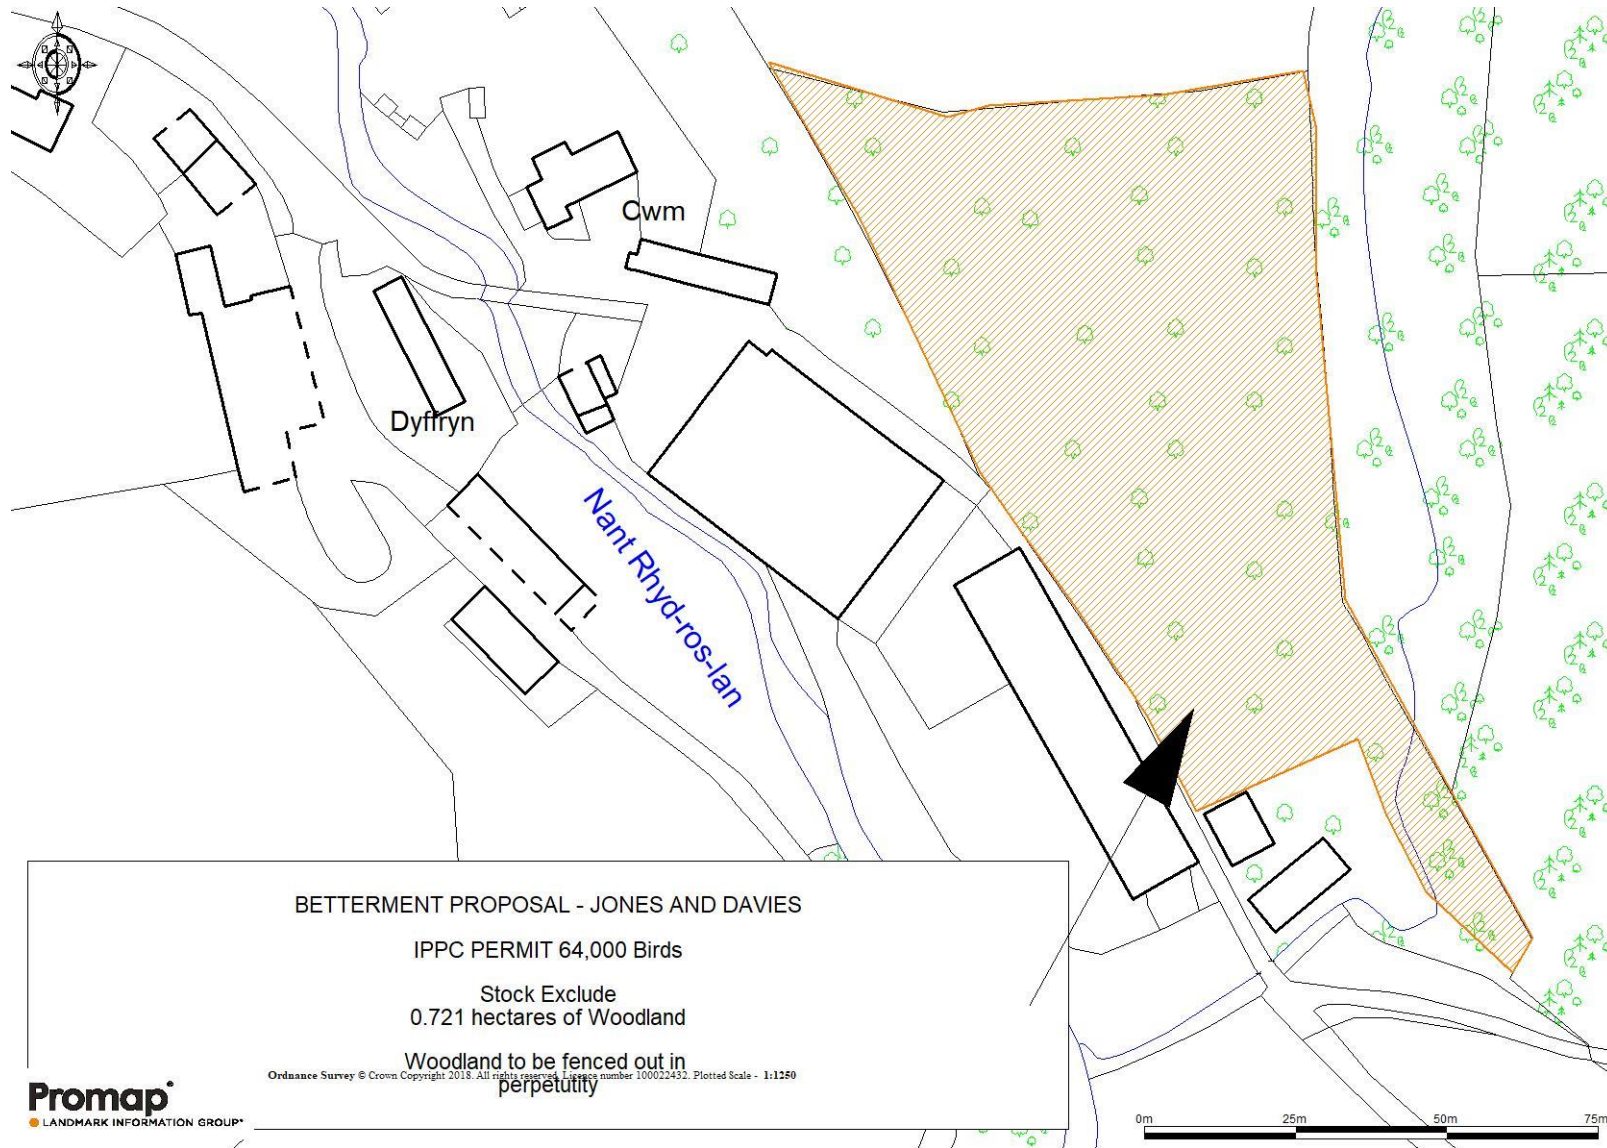 Cwm
Dyffryn
Nant Rhyd-ros-lan
BETTERMENT PROPOSAL - JONES AND DAVIES
IPPC PERMIT 64,000 Birds
Stock Exclude
0.721 hectares of Woodland
Woodland to be fenced out in
perpetutity
Ordnance Survey © Crown Copyright 2018. All rights reserved. Licence number 100022432. Plotted Scale - 1:1250
Promap
LANDMARK INFORMATION GROUP
0m 25m 50m 75m